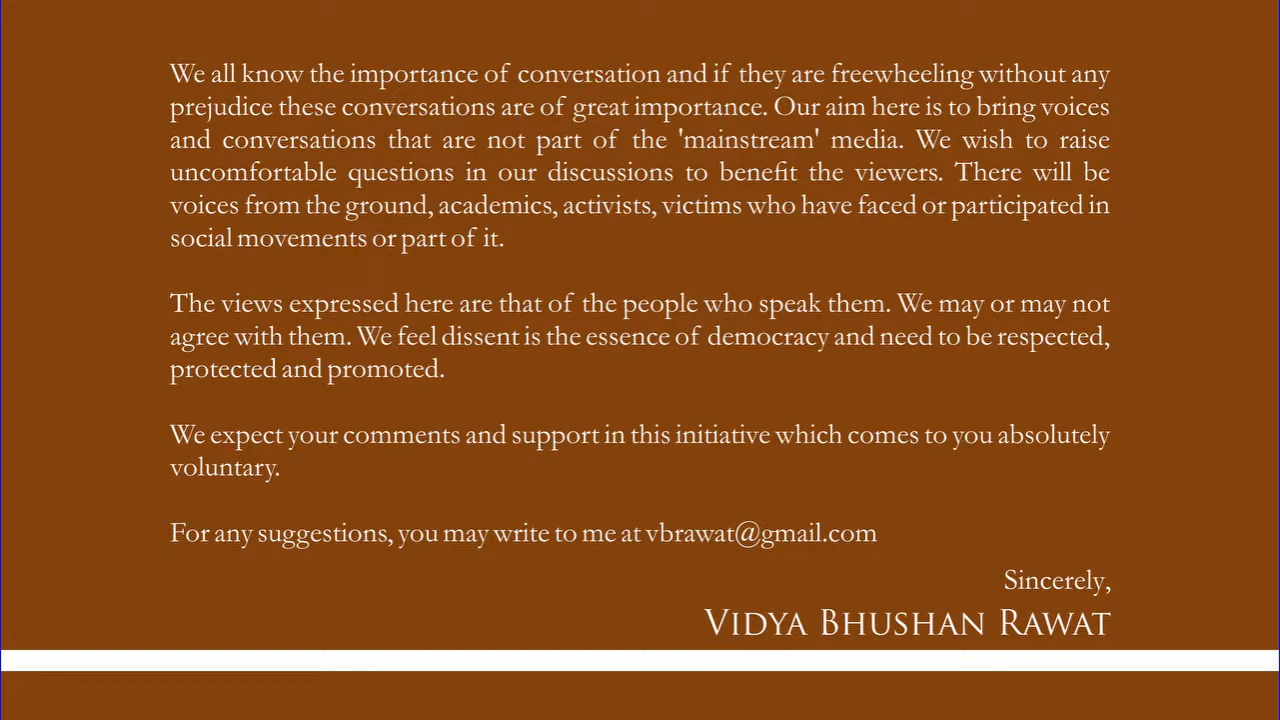 We all know the importance of conversation and if they are freewheeling without any
prejudice these conversations are of great importance. Our aim here is to bring voices
and conversations that are not part of the 'mainstream' media. We wish to raise
uncomfortable questions in our discussions to benefit the viewers. There will be
voices from the ground, academics, activists, victims who have faced or participated in
social movements or part of it.
The views expressed here are that of the people who speak them. We may or may not
agree with them. We feel dissent is the essence of democracy and need to be respected,
protected and promoted.
We expect your comments and support in this initiative which comes to you absolutely
voluntary.
For any suggestions, you may write to me at vbrawat@gmail.com
Sincerely,
VIDYA BHUSHAN RAWAT